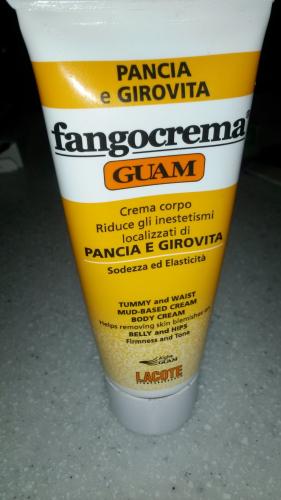 PANCIA
e GIROVITA
fangocrema
GUAM
Crema corpo
Riduce gli inestetismi
localizzati di
PANCIA E GIROVITA
Sodezza ed Elasticità
TUMMY and WAIST
MUD-BASED CREAM
BODY CREAM
Helps removing skin blemishes on
BELLY and HIPS
Firmness and Tone
GUAM
LACOTE